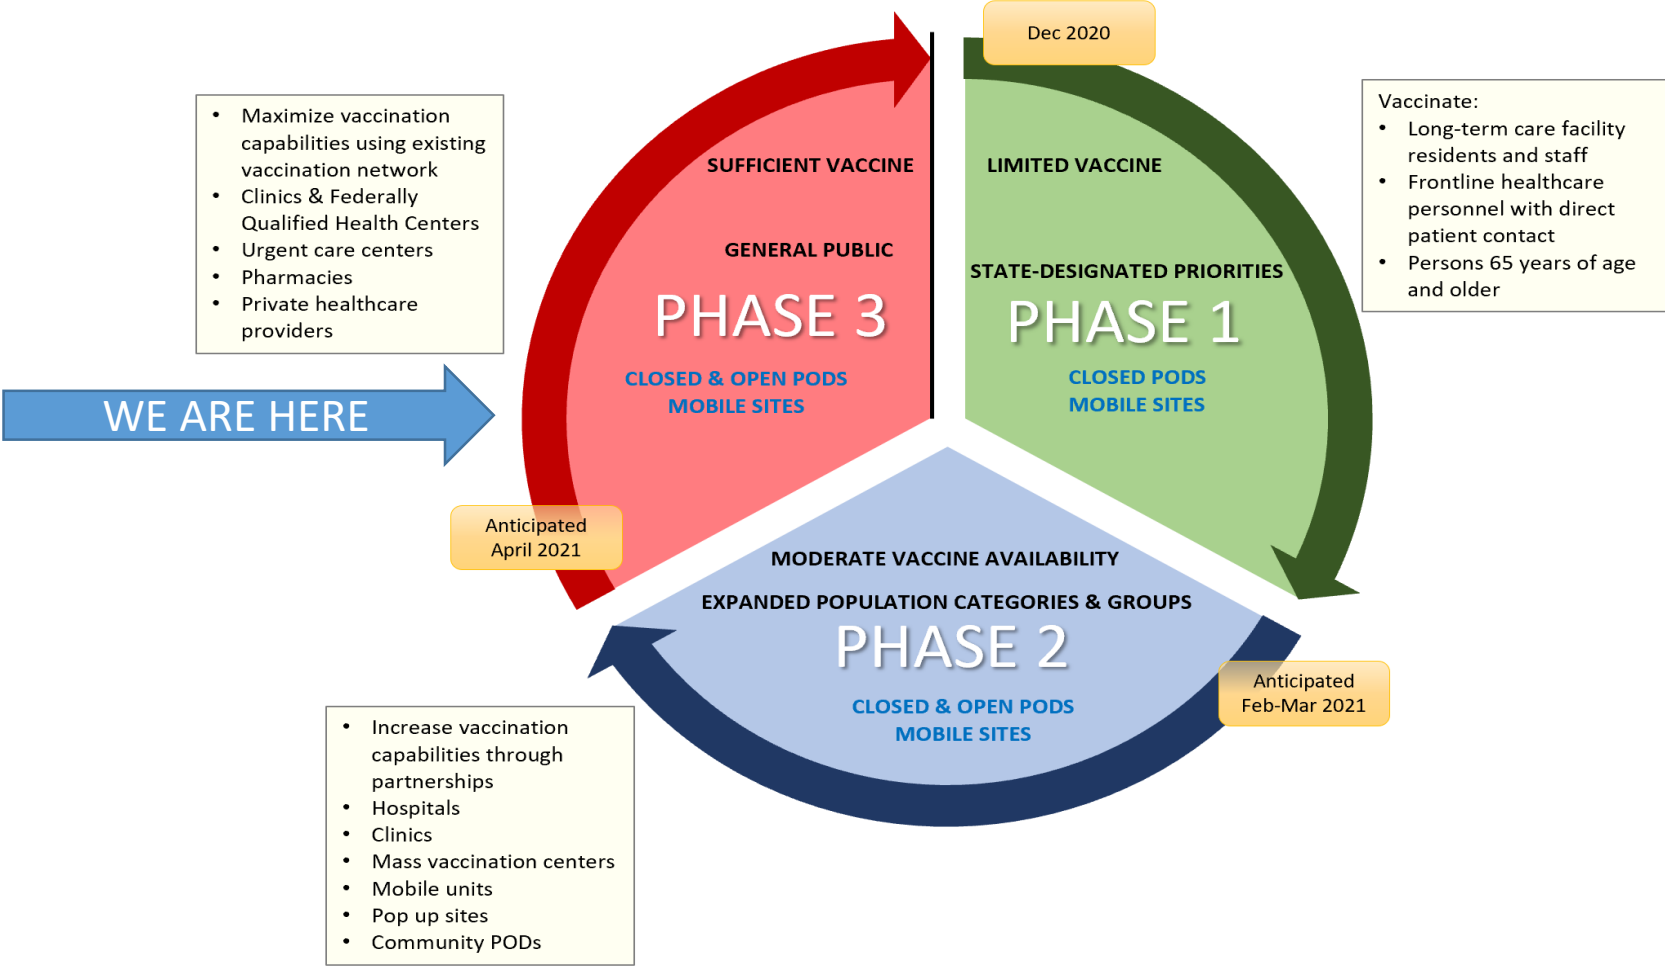 Dec 2020
LIMITED VACCINE
STATE-DESIGNATED PRIORITIES
PHASE 1
CLOSED PODS
MOBILE SITES
Vaccinate:
• Long-term care facility
residents and staff
• Frontline healthcare
personnel with direct
patient contact
• Persons 65 years of age
and older
Anticipated
Feb-Mar 2021
MODERATE VACCINE AVAILABILITY
EXPANDED POPULATION CATEGORIES & GROUPS
PHASE 2
CLOSED & OPEN PODS
MOBILE SITES
• Increase vaccination
capabilities through
partnerships
• Hospitals
• Clinics
• Mass vaccination centers
• Mobile units
• Pop up sites
• Community PODs
Anticipated
April 2021
SUFFICIENT VACCINE
GENERAL PUBLIC
PHASE 3
CLOSED & OPEN PODS
MOBILE SITES
• Maximize vaccination
capabilities using existing
vaccination network
• Clinics & Federally
Qualified Health Centers
• Urgent care centers
• Pharmacies
• Private healthcare
providers
WE ARE HERE